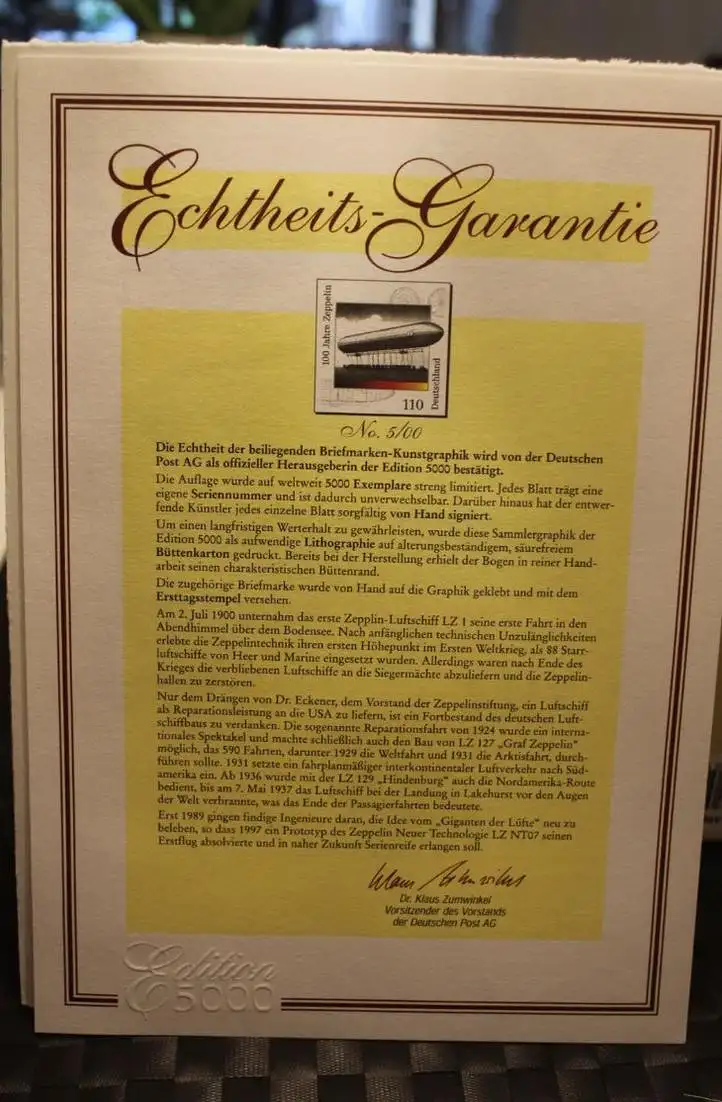 Echtheits-Garantie
100 Jahre Zeppelin
Deutschland
110
No. 5/00
Die Echtheit der beiliegenden Briefmarken-Kunstgraphik wird von der Deutschen
Post AG als offizieller Herausgeberin der Edition 5000 bestätigt.
Die Auflage wurde auf weltweit 5000 Exemplare streng limitiert. Jedes Blatt trägt eine
eigene Seriennummer und ist dadurch unverwechselbar. Darüber hinaus hat der entwer-
fende Künstler jedes einzelne Blatt sorgfältig von Hand signiert.
Um einen langfristigen Werterhalt zu gewährleisten, wurde diese Sammlergraphik der
Edition 5000 als aufwendige Lithographie auf alterungsbeständigem, säurefreiem
Büttenkarton gedruckt. Bereits bei der Herstellung erhielt der Bogen in reiner Hand-
arbeit seinen charakteristischen Büttenrand.
Die zugehörige Briefmarke wurde von Hand auf die Graphik geklebt und mit dem
Ersttagsstempel versehen.
Am 2. Juli 1900 unternahm das erste Zepplin-Luftschiff LZ 1 seine erste Fahrt in den
Abendhimmel über dem Bodensee. Nach anfänglichen technischen Unzulänglichkeiten
erlebte die Zeppelintechnik ihren ersten Höhepunkt im Ersten Weltkrieg, als 88 Starr-
luftschiffe von Heer und Marine eingesetzt wurden. Allerdings waren nach Ende des
Krieges die verbliebenen Luftschiffe an die Siegermächte abzuliefern und die Zeppelin-
hallen zu zerstören.
Nur dem Drängen von Dr. Eckener, dem Vorstand der Zeppelinstiftung, ein Luftschiff
als Reparationsleistung an die USA zu liefern, ist ein Fortbestand des deutschen Luft-
schiffbaus zu verdanken. Die sogenannte Reparationsfahrt von 1924 wurde ein interna-
tionales Spektakel und machte schließlich auch den Bau von LZ 127 „Graf Zeppelin"
möglich, das 590 Fahrten, darunter 1929 die Weltfahrt und 1931 die Arktisfahrt, durch-
führen sollte. 1931 setzte ein fahrplanmäßiger interkontinentaler Luftverkehr nach Süd-
amerika ein. Ab 1936 wurde mit der LZ 129 „Hindenburg" auch die Nordamerika-Route
bedient, bis am 7. Mai 1937 das Luftschiff bei der Landung in Lakehurst vor den Augen
der Welt verbrannte, was das Ende der Passagierfahrten bedeutete.
Erst 1989 gingen findige Ingenieure daran, die Idee vom „Giganten der Lüfte" neu zu
beleben, so dass 1997 ein Prototyp des Zeppelin Neuer Technologie LZ NT07 seinen
Erstflug absolvierte und in naher Zukunft Serienreife erlangen soll.
Klaus Zumwinkel
Dr. Klaus Zumwinkel
Vorsitzender des Vorstands
der Deutschen Post AG
Edition
5000